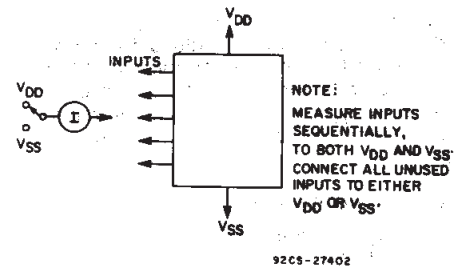 VDD
INPUTS
VDD
I
VSS
NOTE:
MEASURE INPUTS
SEQUENTIALLY,
TO BOTH VDD AND VSS.
CONNECT ALL UNUSED
INPUTS TO EITHER
VDD OR VSS.
VSS
92CS-27402